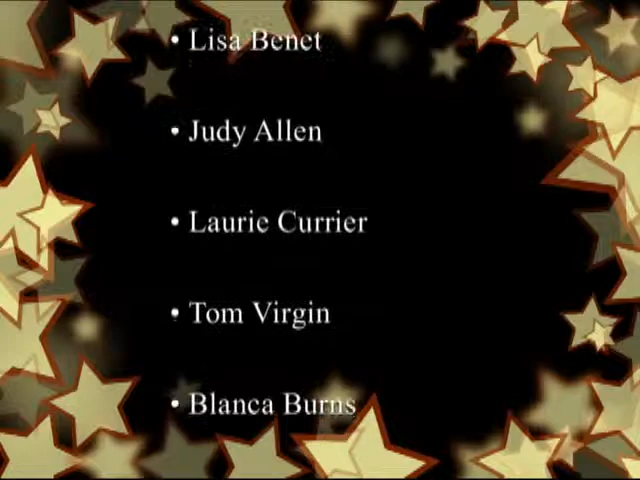 • Lisa Benet
• Judy Allen
• Laurie Currier
• Tom Virgin
• Blanca Burns